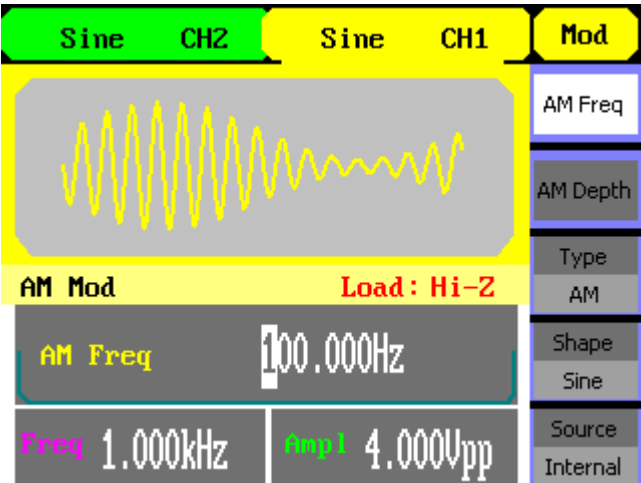 Sine CH2 Sine CH1 Mod
AM Freq
AM Depth
Type
AM
AM Mod Load: Hi-Z
Shape
Sine
AM Freq 100.000Hz
Source
Internal
Freq 1.000kHz Ampl 4.000Vpp